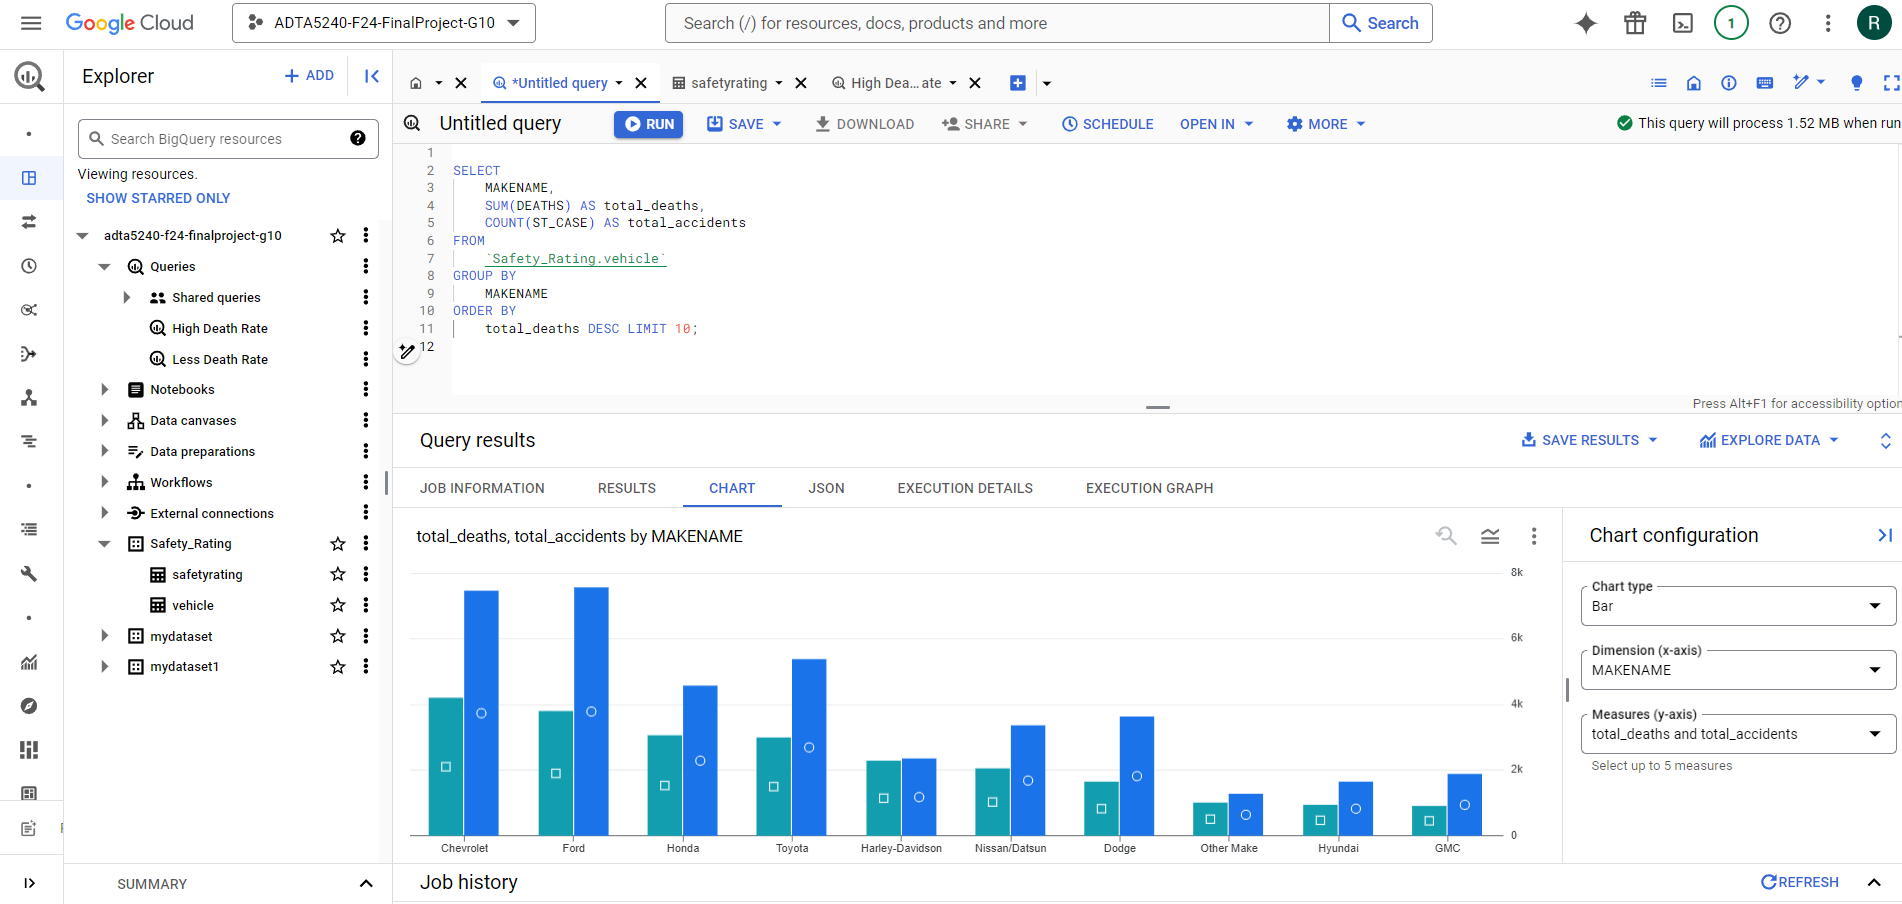 Google Cloud
ADTA5240-F24-FinalProject-G10
Search (/) for resources, docs, products and more
Search
1
R
Explorer
+ ADD
*Untitled query
safetyrating
High Dea... ate
Search BigQuery resources
Viewing resources.
SHOW STARRED ONLY
adta5240-f24-finalproject-g10
Queries
Shared queries
High Death Rate
Less Death Rate
Notebooks
Data canvases
Data preparations
Workflows
External connections
Safety_Rating
safetyrating
vehicle
mydataset
mydataset1
SUMMARY
Untitled query
RUN
SAVE
DOWNLOAD
SHARE
SCHEDULE
OPEN IN
MORE
This query will process 1.52 MB when run
1
2 SELECT
3 MAKENAME,
4 SUM(DEATHS) AS total_deaths,
5 COUNT(ST_CASE) AS total_accidents
6 FROM
7 `Safety_Rating.vehicle`
8 GROUP BY
9 MAKENAME
10 ORDER BY
11 total_deaths DESC LIMIT 10;
12
Press Alt+F1 for accessibility option
Query results
SAVE RESULTS
EXPLORE DATA
JOB INFORMATION
RESULTS
CHART
JSON
EXECUTION DETAILS
EXECUTION GRAPH
total_deaths, total_accidents by MAKENAME
8k
6k
4k
2k
0
Chevrolet
Ford
Honda
Toyota
Harley-Davidson
Nissan/Datsun
Dodge
Other Make
Hyundai
GMC
Chart configuration
Chart type
Bar
Dimension (x-axis)
MAKENAME
Measures (y-axis)
total_deaths and total_accidents
Select up to 5 measures
Job history
REFRESH